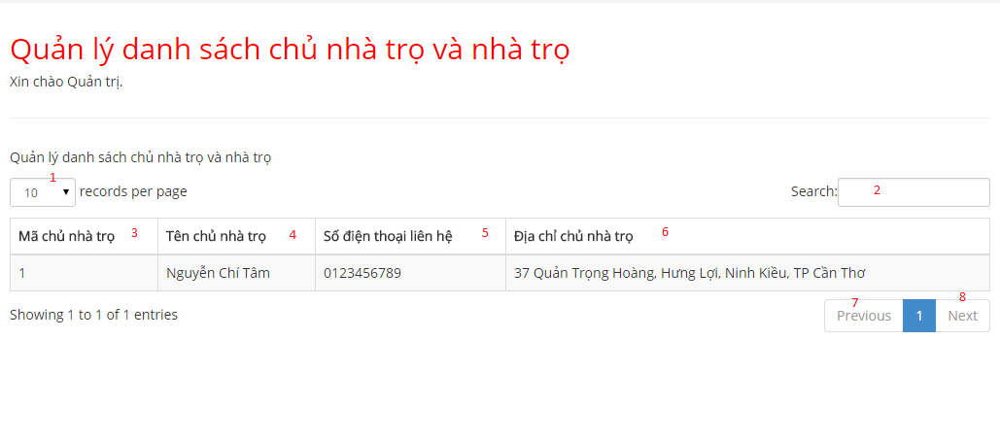 Quản lý danh sách chủ nhà trọ và nhà trọ
Xin chào Quản trị.
Quản lý danh sách chủ nhà trọ và nhà trọ
10 1 records per page Search: 2
Mã chủ nhà trọ 3 Tên chủ nhà trọ 4 Số điện thoại liên hệ 5 Địa chỉ chủ nhà trọ 6
1 Nguyễn Chí Tâm 0123456789 37 Quản Trọng Hoàng, Hưng Lợi, Ninh Kiều, TP Cần Thơ
Showing 1 to 1 of 1 entries 7 Previous 1 8 Next